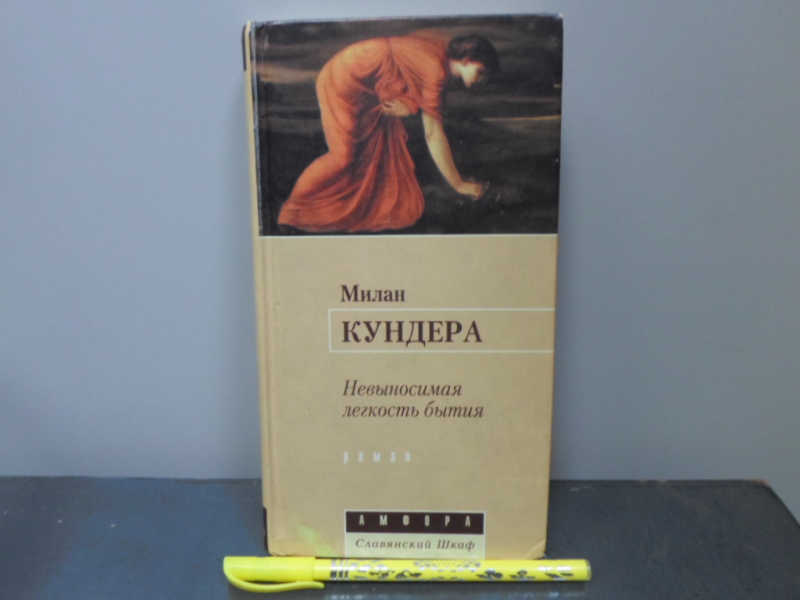 Милан
КУНДЕРА
Невыносимая
легкость бытия
роман
АМФОРА
Славянский Шкаф